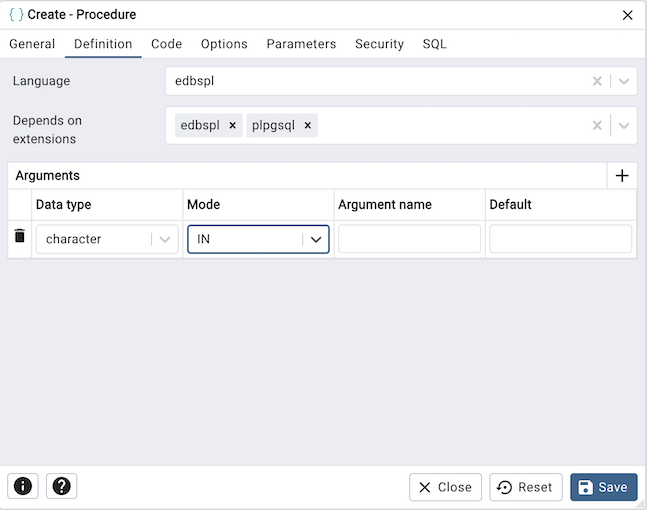 Create - Procedure
General Definition Code Options Parameters Security SQL
Language edbspl
Depends on extensions edbspl plpgsql
Arguments
Data type Mode Argument name Default
character IN
Close Reset Save